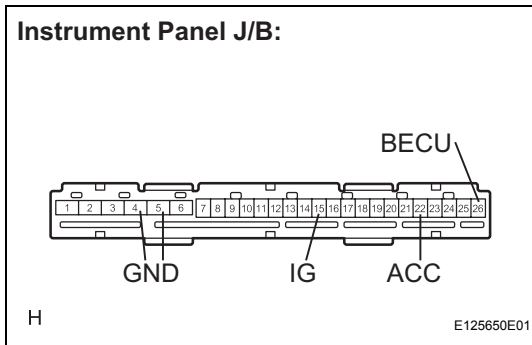 Instrument Panel J/B:
BECU
1 2 3 4 5 6 7 8 9 10 11 12 13 14 15 16 17 18 19 20 21 22 23 24 25 26
GND IG ACC
H
E125650E01